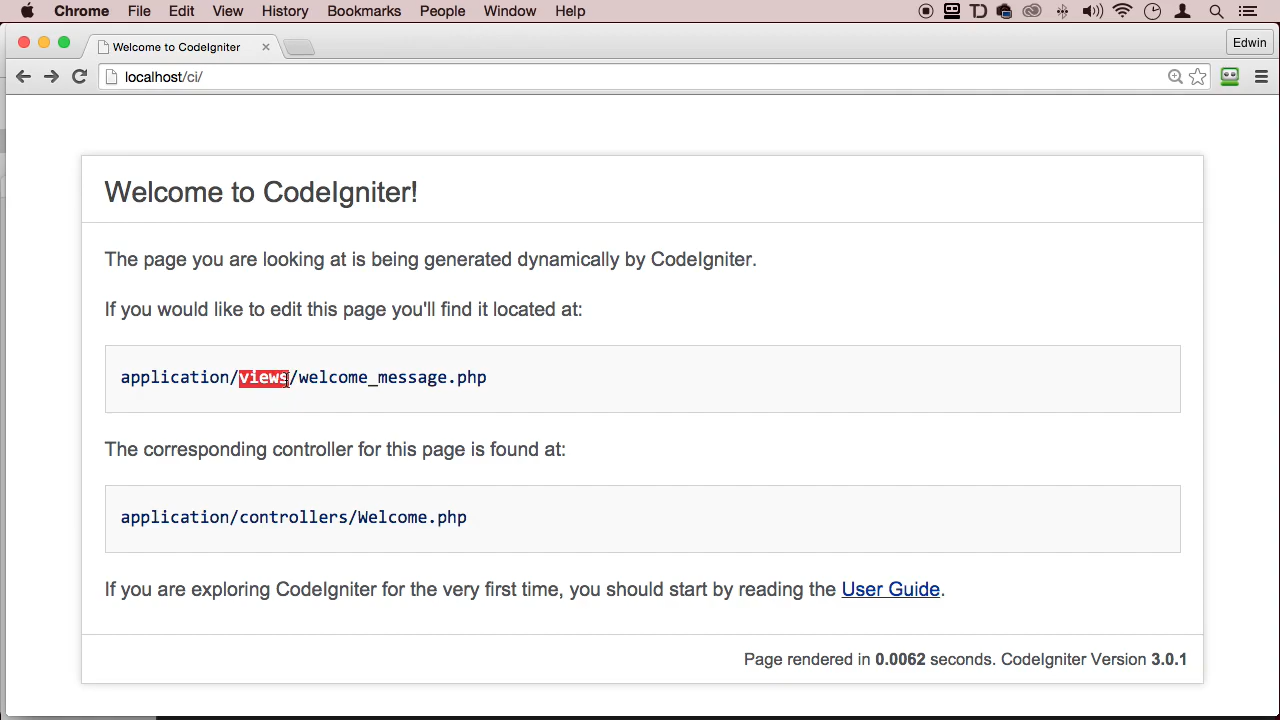 Chrome File Edit View History Bookmarks People Window Help
Welcome to CodeIgniter
Edwin
localhost/ci/
Welcome to CodeIgniter!
The page you are looking at is being generated dynamically by CodeIgniter.
If you would like to edit this page you'll find it located at:
application/views/welcome_message.php
The corresponding controller for this page is found at:
application/controllers/Welcome.php
If you are exploring CodeIgniter for the very first time, you should start by reading the User Guide.
Page rendered in 0.0062 seconds. CodeIgniter Version 3.0.1